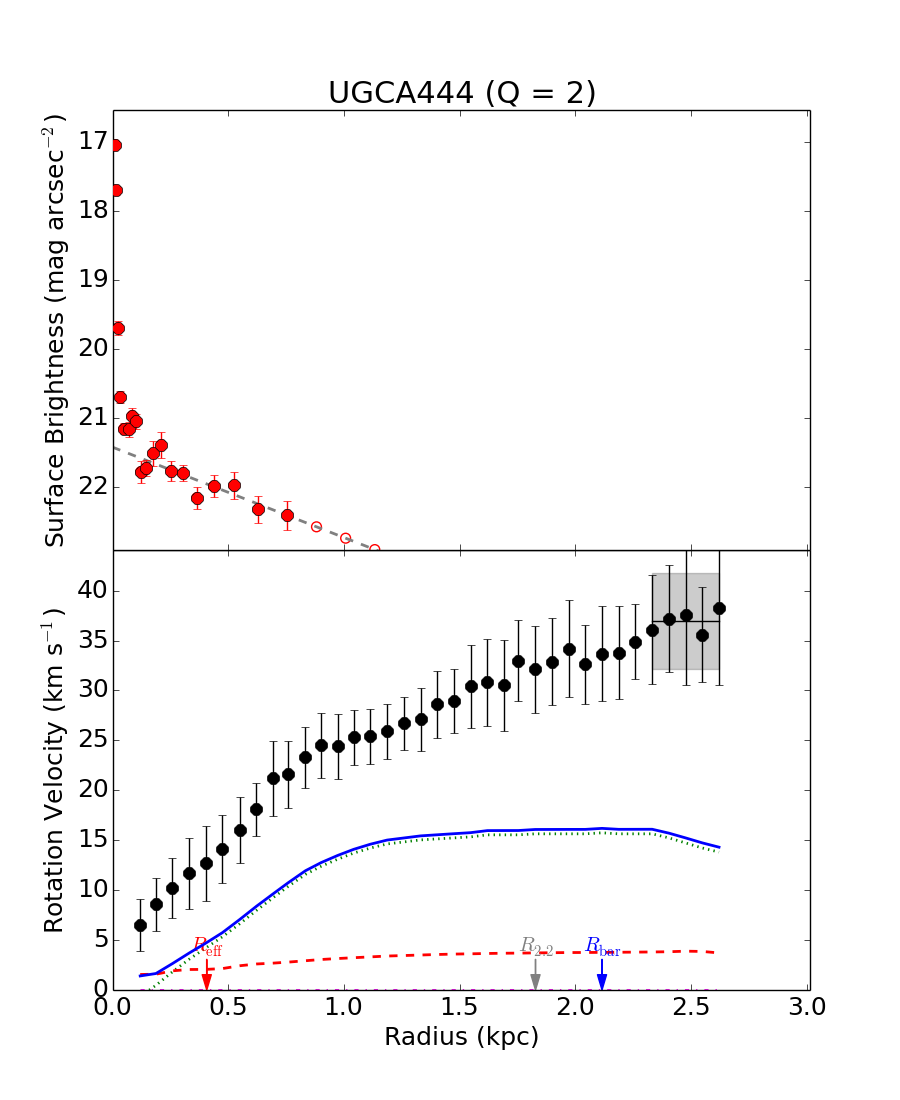 UGCA444 (Q = 2)
Surface Brightness (mag arcsec⁻²)
17
18
19
20
21
22
Rotation Velocity (km s⁻¹)
40
35
30
25
20
15
10
5
0
R_eff
R_2.2
R_bar
0.0 0.5 1.0 1.5 2.0 2.5 3.0
Radius (kpc)